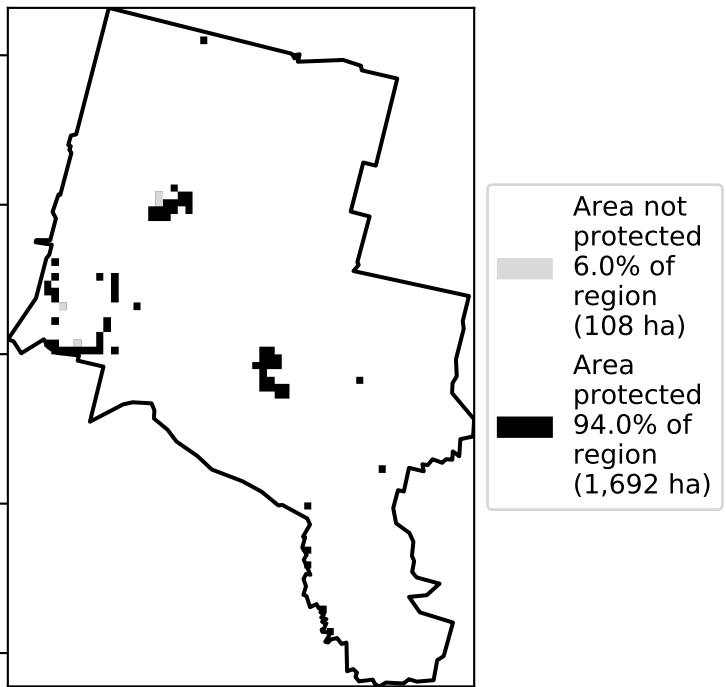 Area not
protected
6.0% of
region
(108 ha)
Area
protected
94.0% of
region
(1,692 ha)